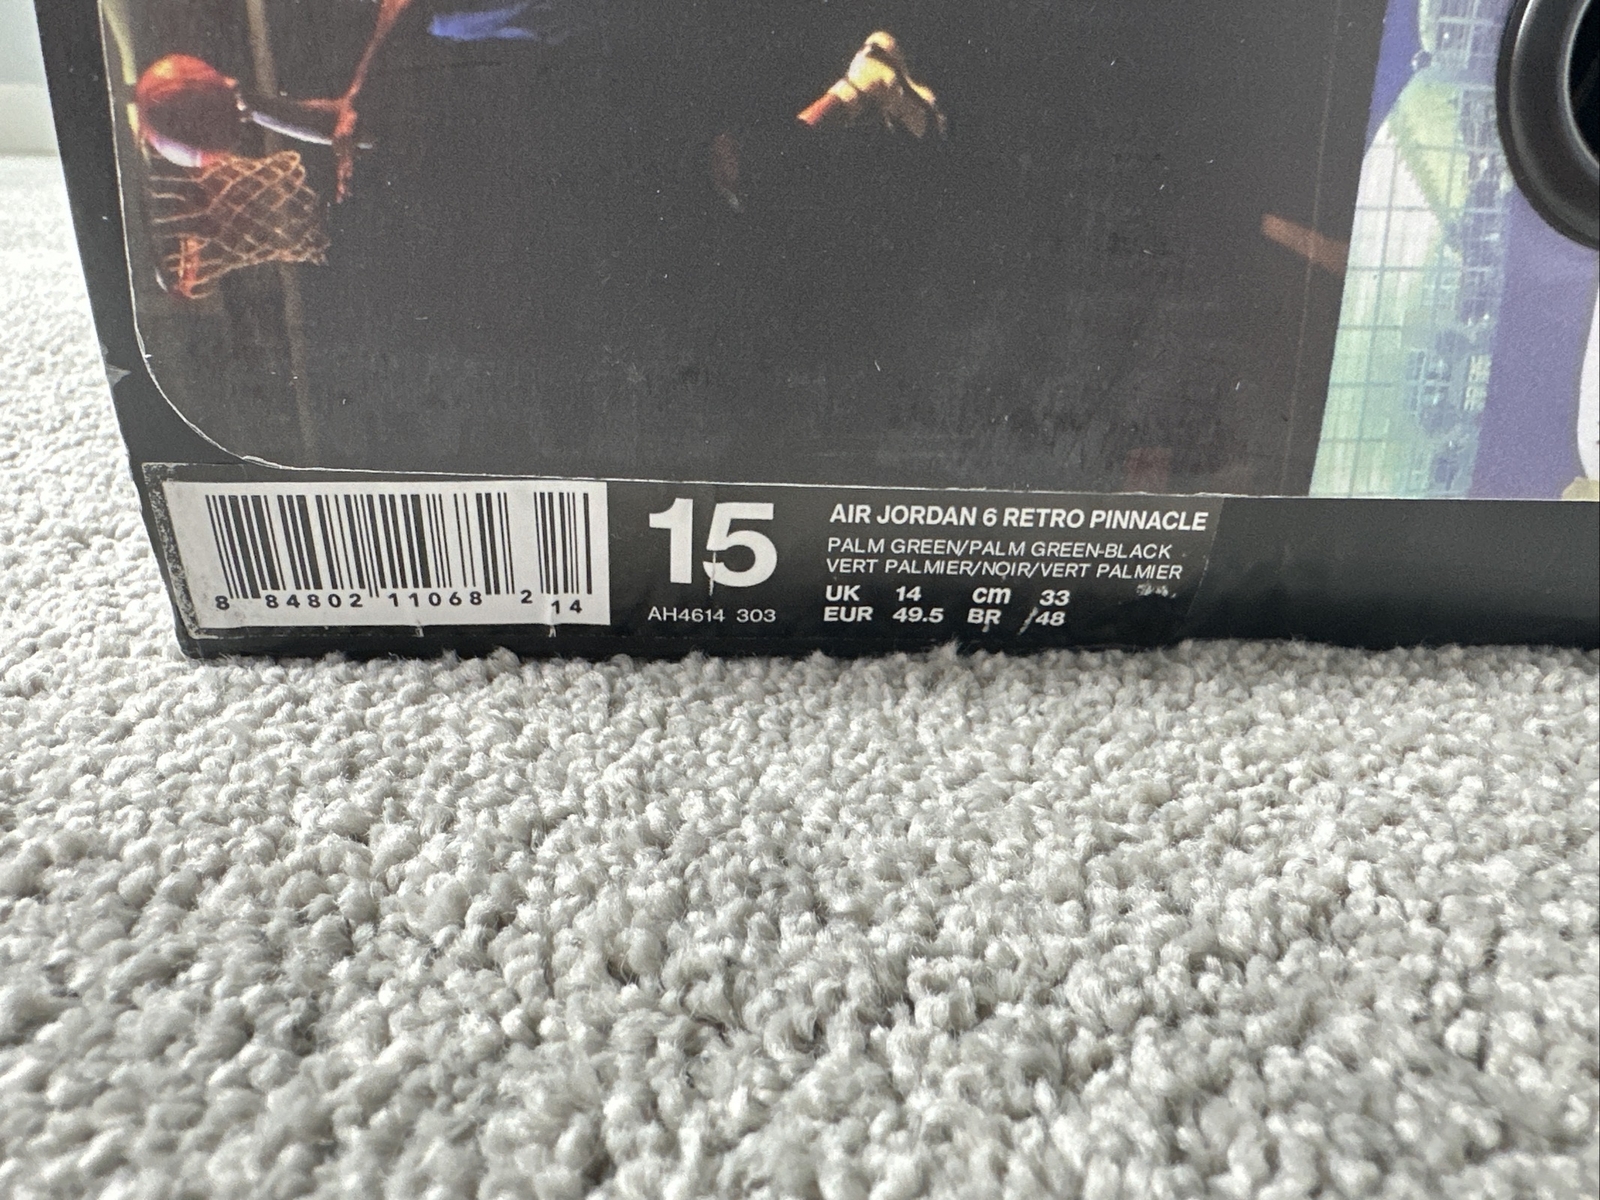 8 84802 11068 2 14
15
AH4614 303
AIR JORDAN 6 RETRO PINNACLE
PALM GREEN/PALM GREEN-BLACK
VERT PALMIER/NOIR/VERT PALMIER
UK 14 cm 33
EUR 49.5 BR /48